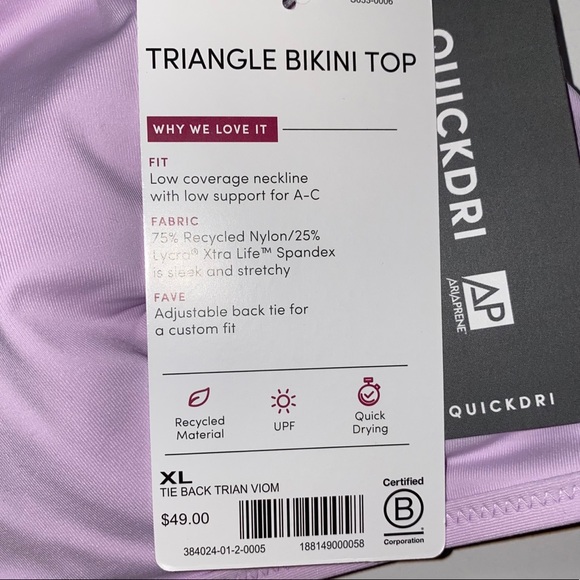 TRIANGLE BIKINI TOP
WHY WE LOVE IT
FIT
Low coverage neckline
with low support for A-C
FABRIC
75% Recycled Nylon/25%
Lycra® Xtra Life™ Spandex
is sleek and stretchy
FAVE
Adjustable back tie for
a custom fit
Recycled
Material
UPF
Quick
Drying
XL
TIE BACK TRIAN VIOM
$49.00
384024-01-2-0005
188149000058
Certified
B
Corporation
QUICKDRI
AP
ARIAPRENE
QUICKDRI